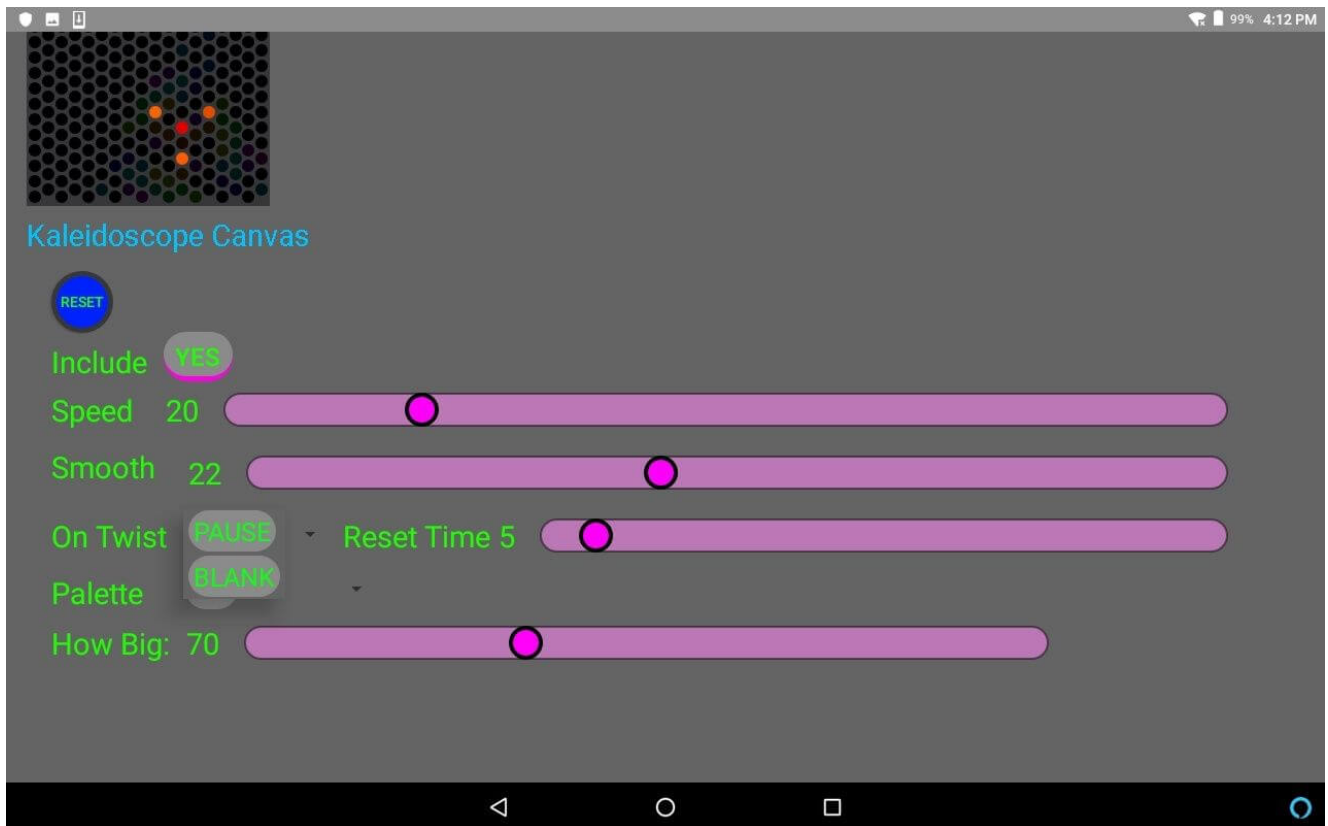 99% 4:12 PM
Kaleidoscope Canvas
RESET
Include YES
Speed 20
Smooth 22
On Twist PAUSE Reset Time 5
BLANK
Palette
How Big: 70